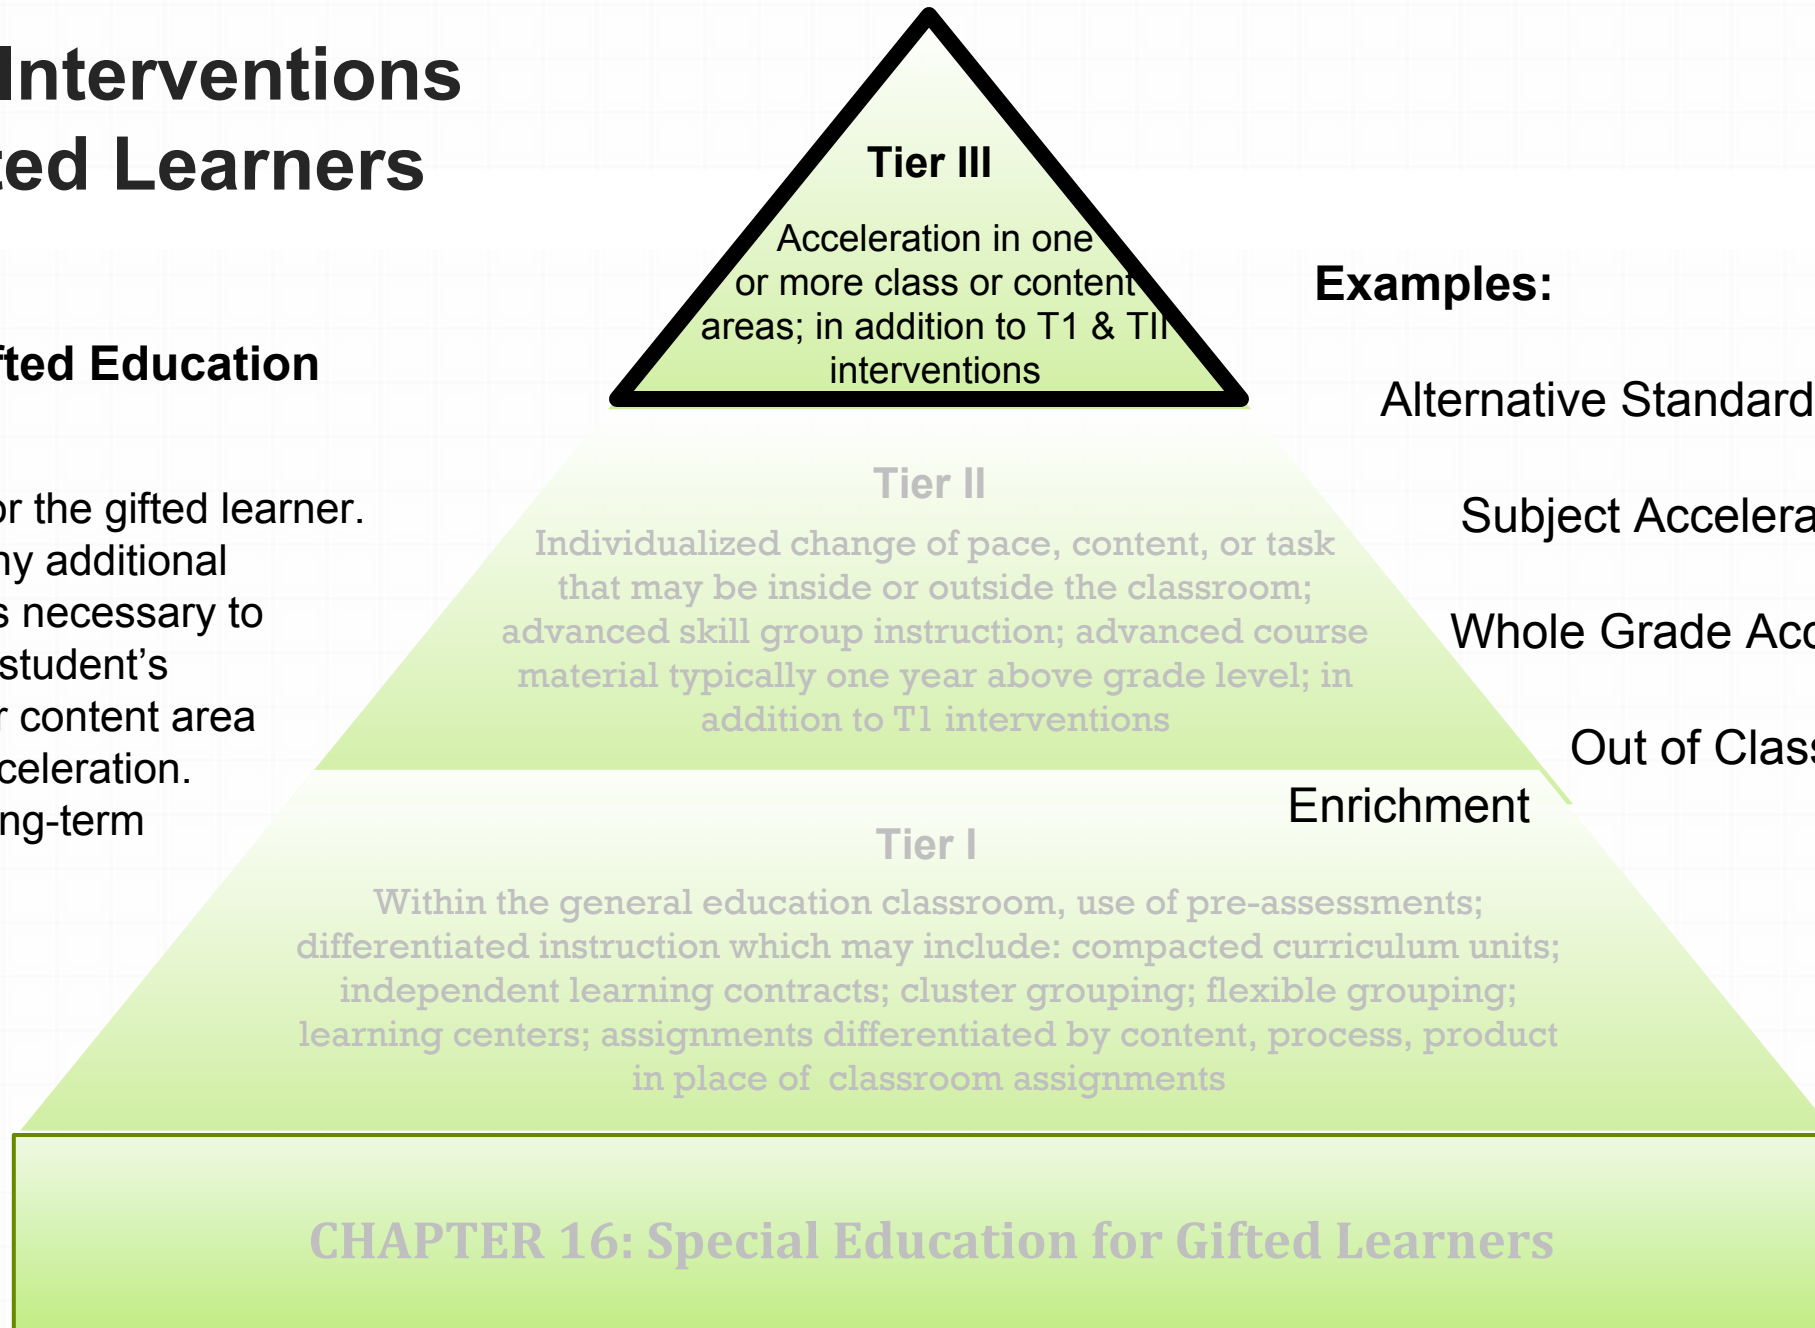 Interventions
ted Learners
fted Education
or the gifted learner.
ny additional
s necessary to
student’s
r content area
celeration.
ng-term
Tier III
Acceleration in one
or more class or content
areas; in addition to T1 & TII
interventions
Tier II
Individualized change of pace, content, or task
that may be inside or outside the classroom;
advanced skill group instruction; advanced course
material typically one year above grade level; in
addition to T1 interventions
Tier I
Within the general education classroom, use of pre-assessments;
differentiated instruction which may include: compacted curriculum units;
independent learning contracts; cluster grouping; flexible grouping;
learning centers; assignments differentiated by content, process, product
in place of classroom assignments
Examples:
Alternative Standard
Subject Accelera
Whole Grade Acc
Out of Class
Enrichment
CHAPTER 16: Special Education for Gifted Learners